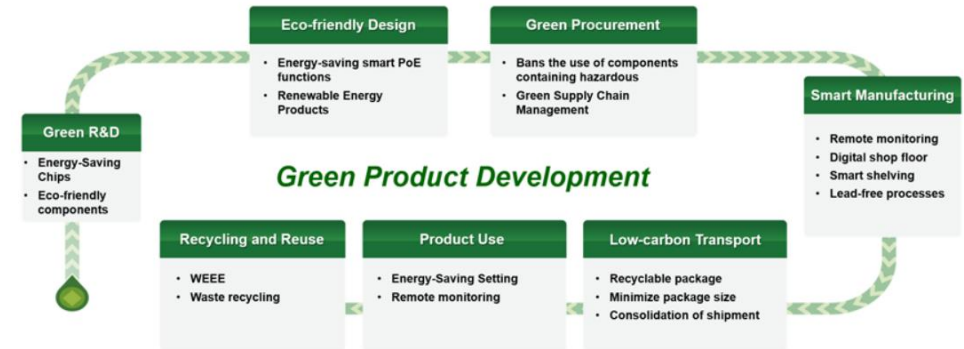 Eco-friendly Design
• Energy-saving smart PoE
functions
• Renewable Energy
Products
Green Procurement
• Bans the use of components
containing hazardous
• Green Supply Chain
Management
Smart Manufacturing
• Remote monitoring
• Digital shop floor
• Smart shelving
• Lead-free processes
Green R&D
• Energy-Saving
Chips
• Eco-friendly
components
Green Product Development
Recycling and Reuse
• WEEE
• Waste recycling
Product Use
• Energy-Saving Setting
• Remote monitoring
Low-carbon Transport
• Recyclable package
• Minimize package size
• Consolidation of shipment